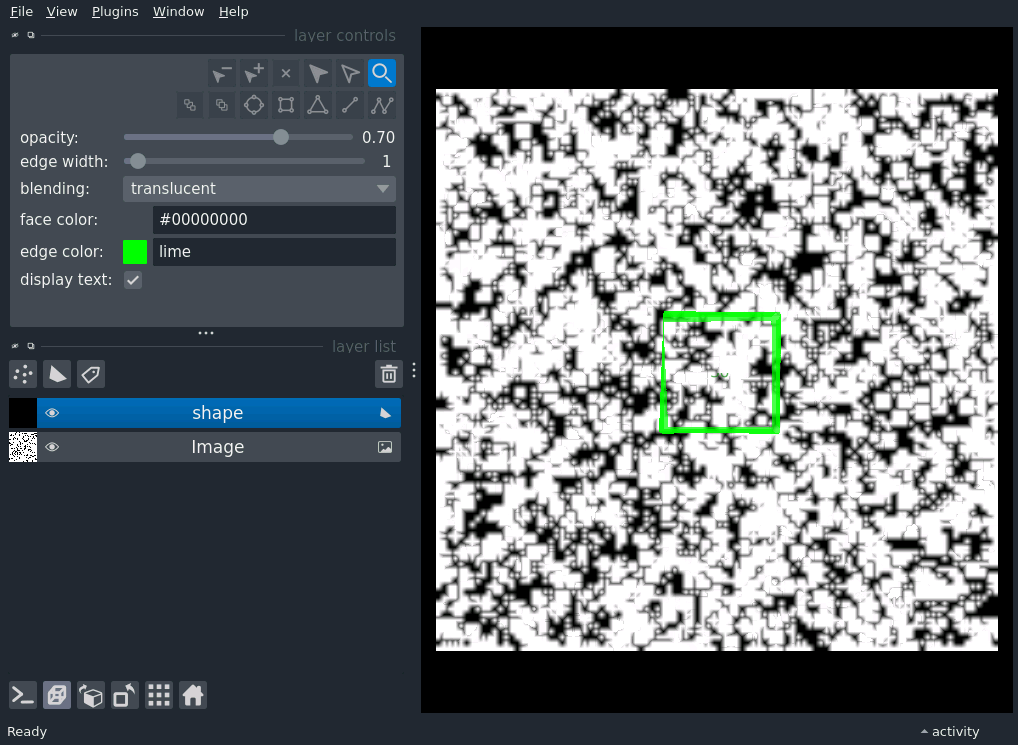 File View Plugins Window Help
layer controls
opacity: 0.70
edge width: 1
blending: translucent
face color: #00000000
edge color: lime
display text:
layer list
shape
Image
Ready
activity